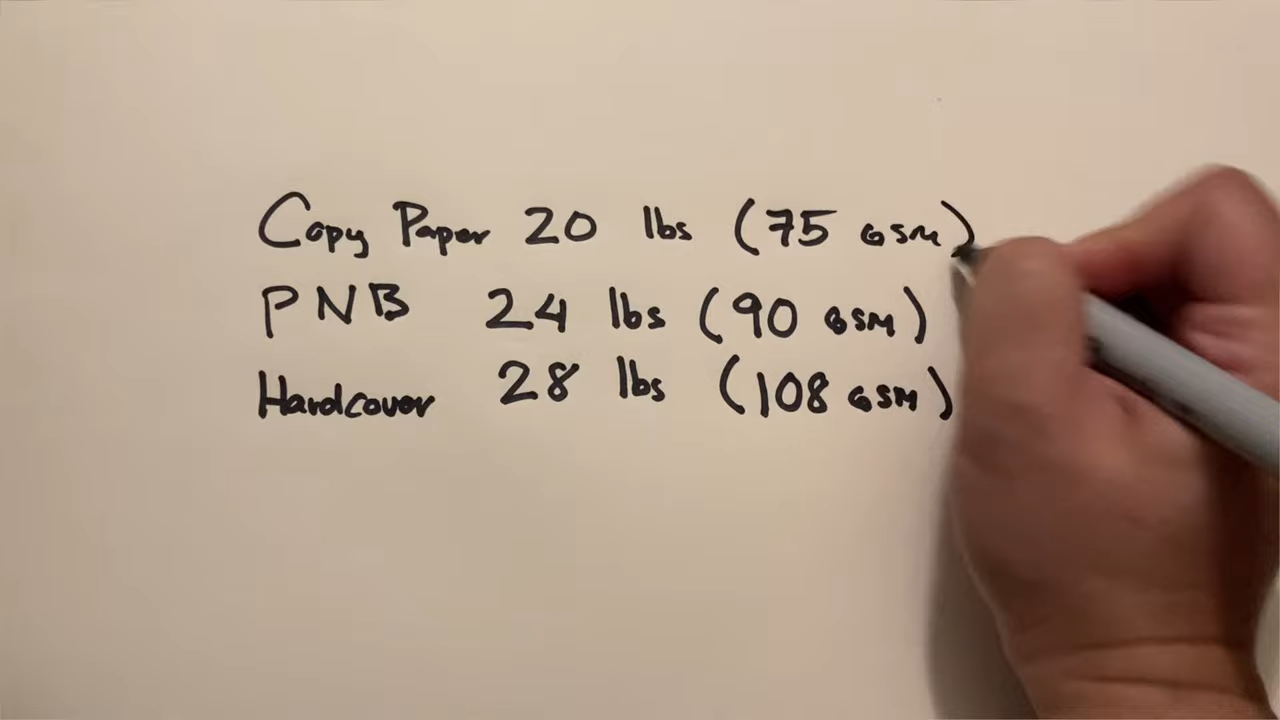 Copy Paper 20 lbs (75 GSM)
PNB 24 lbs (90 GSM)
Hardcover 28 lbs (108 GSM)